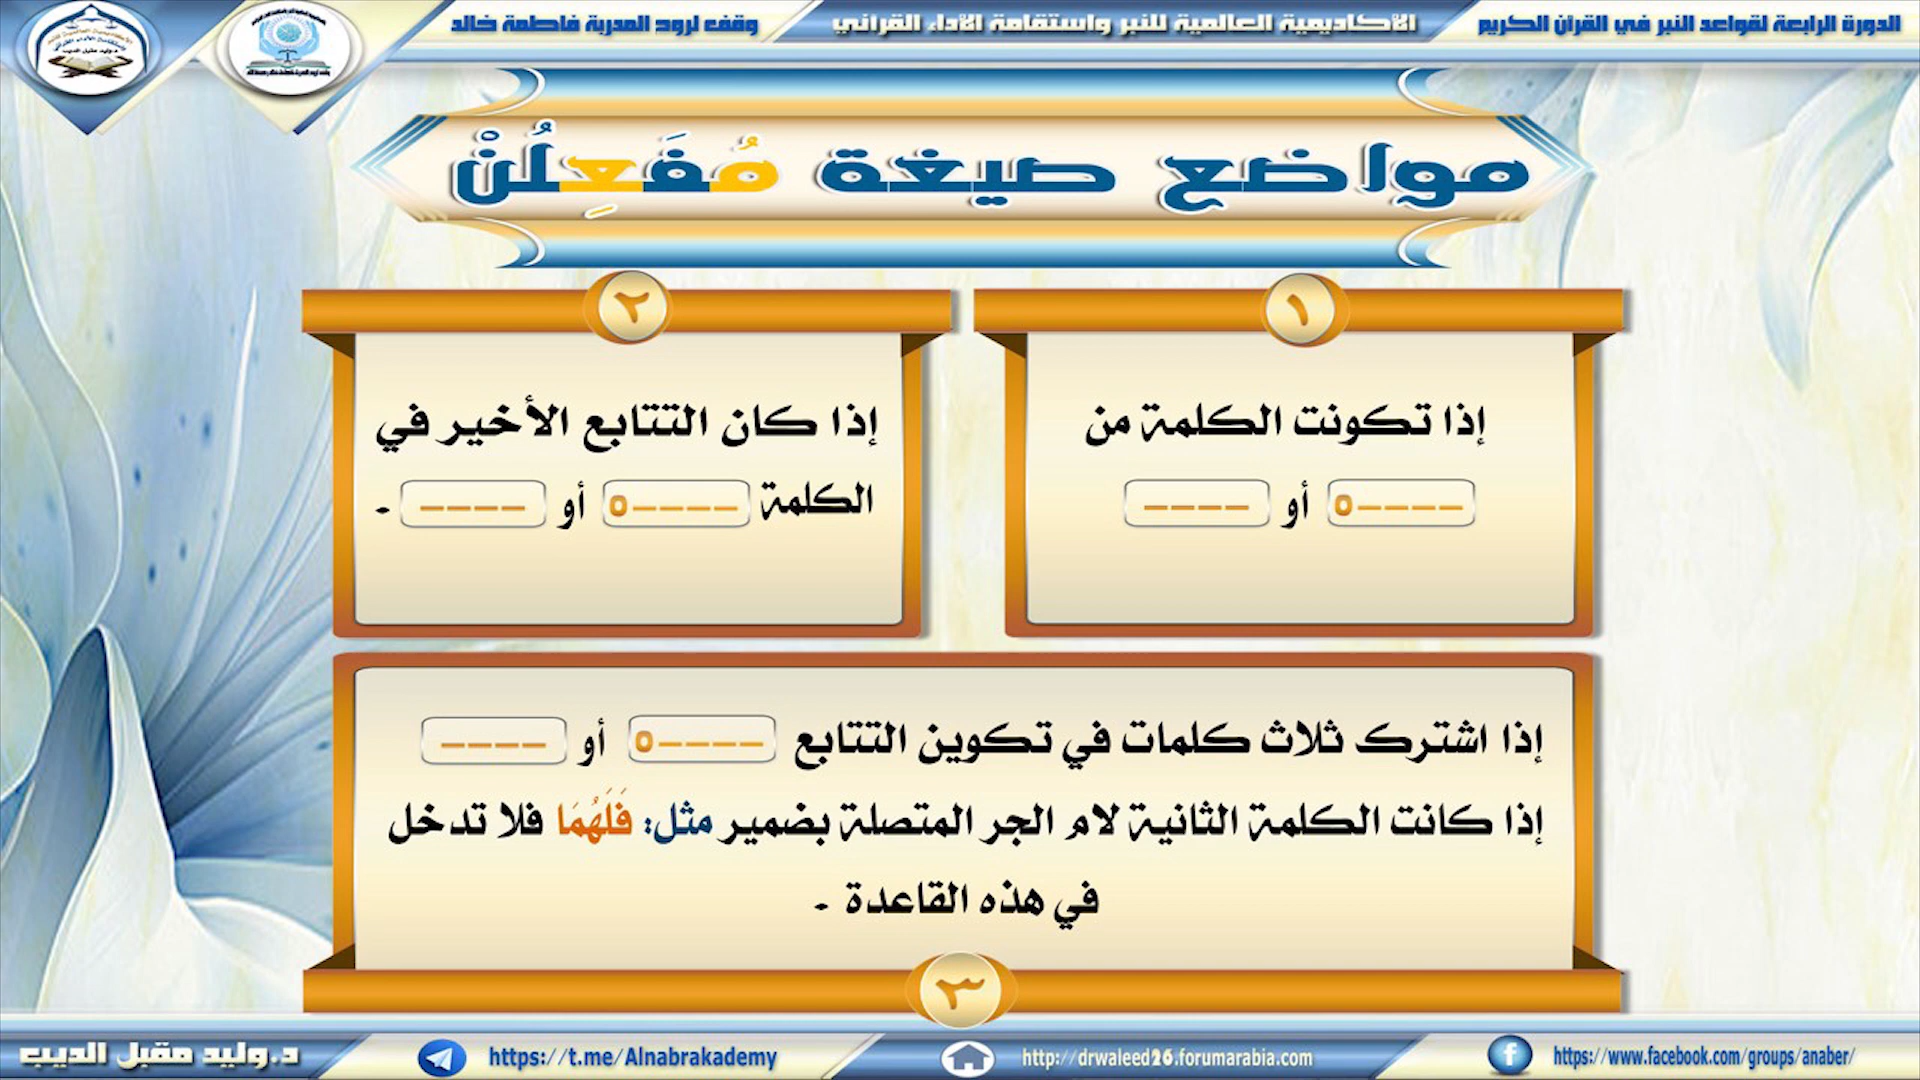 الدورة الرابعة لقواعد النبر في القرآن الكريم
الأكاديمية العالمية للنبر واستقامة الأداء القرآني
وقف لرود المدربة فاطمة خالد
مواضع صيغة مُفَعِلُنْ
١
إذا تكونت الكلمة من
----o أو ----
٢
إذا كان التتابع الأخير في
الكلمة ----o أو ---- .
إذا اشترك ثلاث كلمات في تكوين التتابع ----o أو ----
إذا كانت الكلمة الثانية لام الجر المتصلة بضمير مثل: فَلَهُمَا فلا تدخل
في هذه القاعدة .
٣
https://www.facebook.com/groups/anaber/
http://drwaleed26.forumarabia.com
https://t.me/Alnabrakademy
د.وليد مقبل الديب